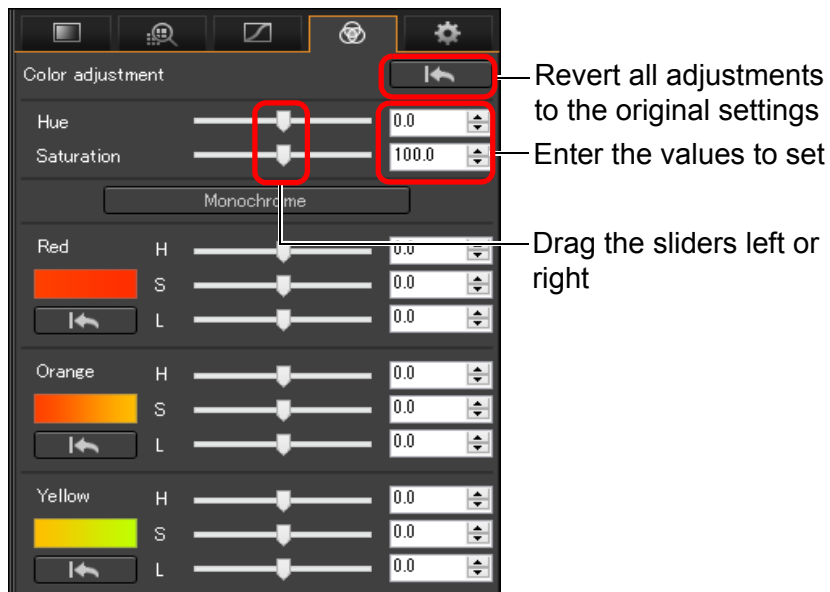 Color adjustment
Revert all adjustments
to the original settings
Hue 0.0
Saturation 100.0
Enter the values to set
Monochrome
Drag the sliders left or
right
Red H 0.0
S 0.0
L 0.0
Orange H 0.0
S 0.0
L 0.0
Yellow H 0.0
S 0.0
L 0.0